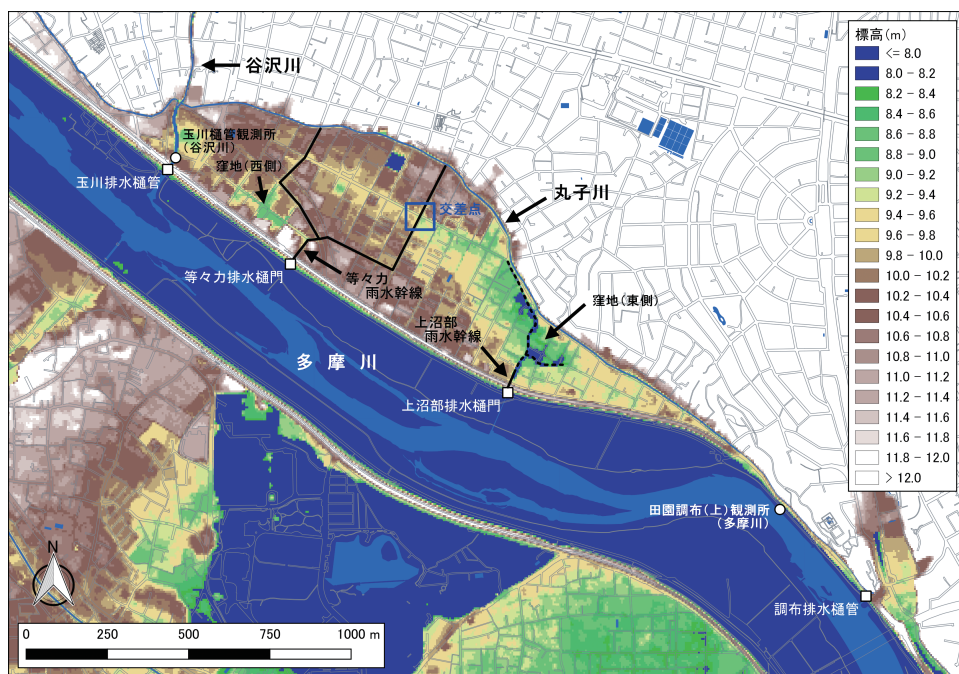 谷沢川
玉川樋管観測所
(谷沢川)
窪地(西側)
玉川排水樋管
交差点
丸子川
等々力排水樋門
等々力
雨水幹線
窪地(東側)
上沼部
雨水幹線
多摩川
上沼部排水樋門
田園調布(上)観測所
(多摩川)
調布排水樋管
標高(m)
<= 8.0
8.0 - 8.2
8.2 - 8.4
8.4 - 8.6
8.6 - 8.8
8.8 - 9.0
9.0 - 9.2
9.2 - 9.4
9.4 - 9.6
9.6 - 9.8
9.8 - 10.0
10.0 - 10.2
10.2 - 10.4
10.4 - 10.6
10.6 - 10.8
10.8 - 11.0
11.0 - 11.2
11.2 - 11.4
11.4 - 11.6
11.6 - 11.8
11.8 - 12.0
> 12.0
N
0 250 500 750 1000 m